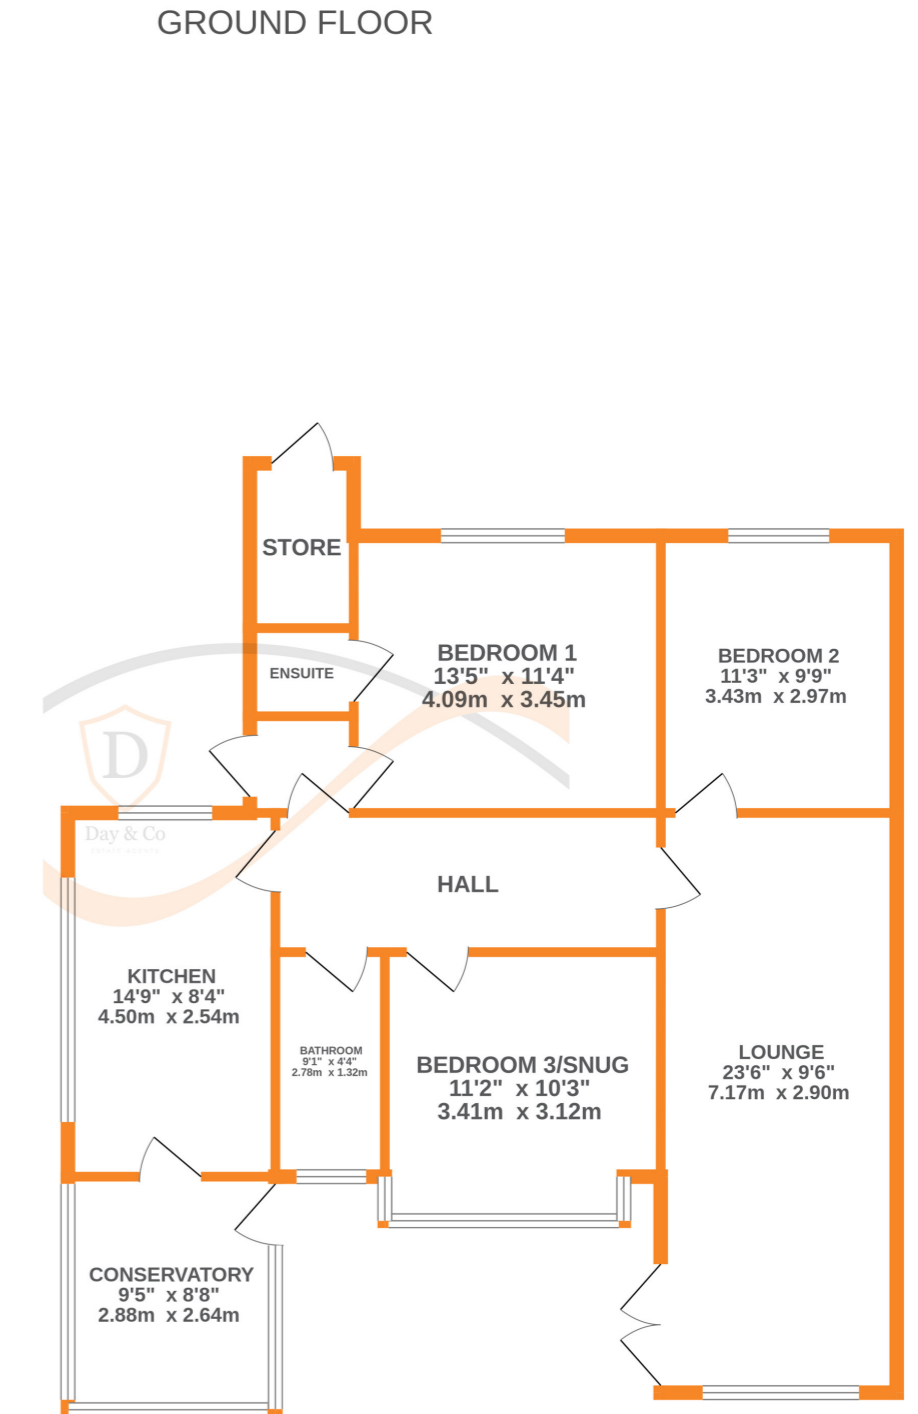 GROUND FLOOR
STORE
ENSUITE
BEDROOM 1
13'5" x 11'4"
4.09m x 3.45m
BEDROOM 2
11'3" x 9'9"
3.43m x 2.97m
D
Day & Co
HALL
KITCHEN
14'9" x 8'4"
4.50m x 2.54m
BATHROOM
9'1" x 4'4"
2.78m x 1.32m
BEDROOM 3/SNUG
11'2" x 10'3"
3.41m x 3.12m
LOUNGE
23'6" x 9'6"
7.17m x 2.90m
CONSERVATORY
9'5" x 8'8"
2.88m x 2.64m